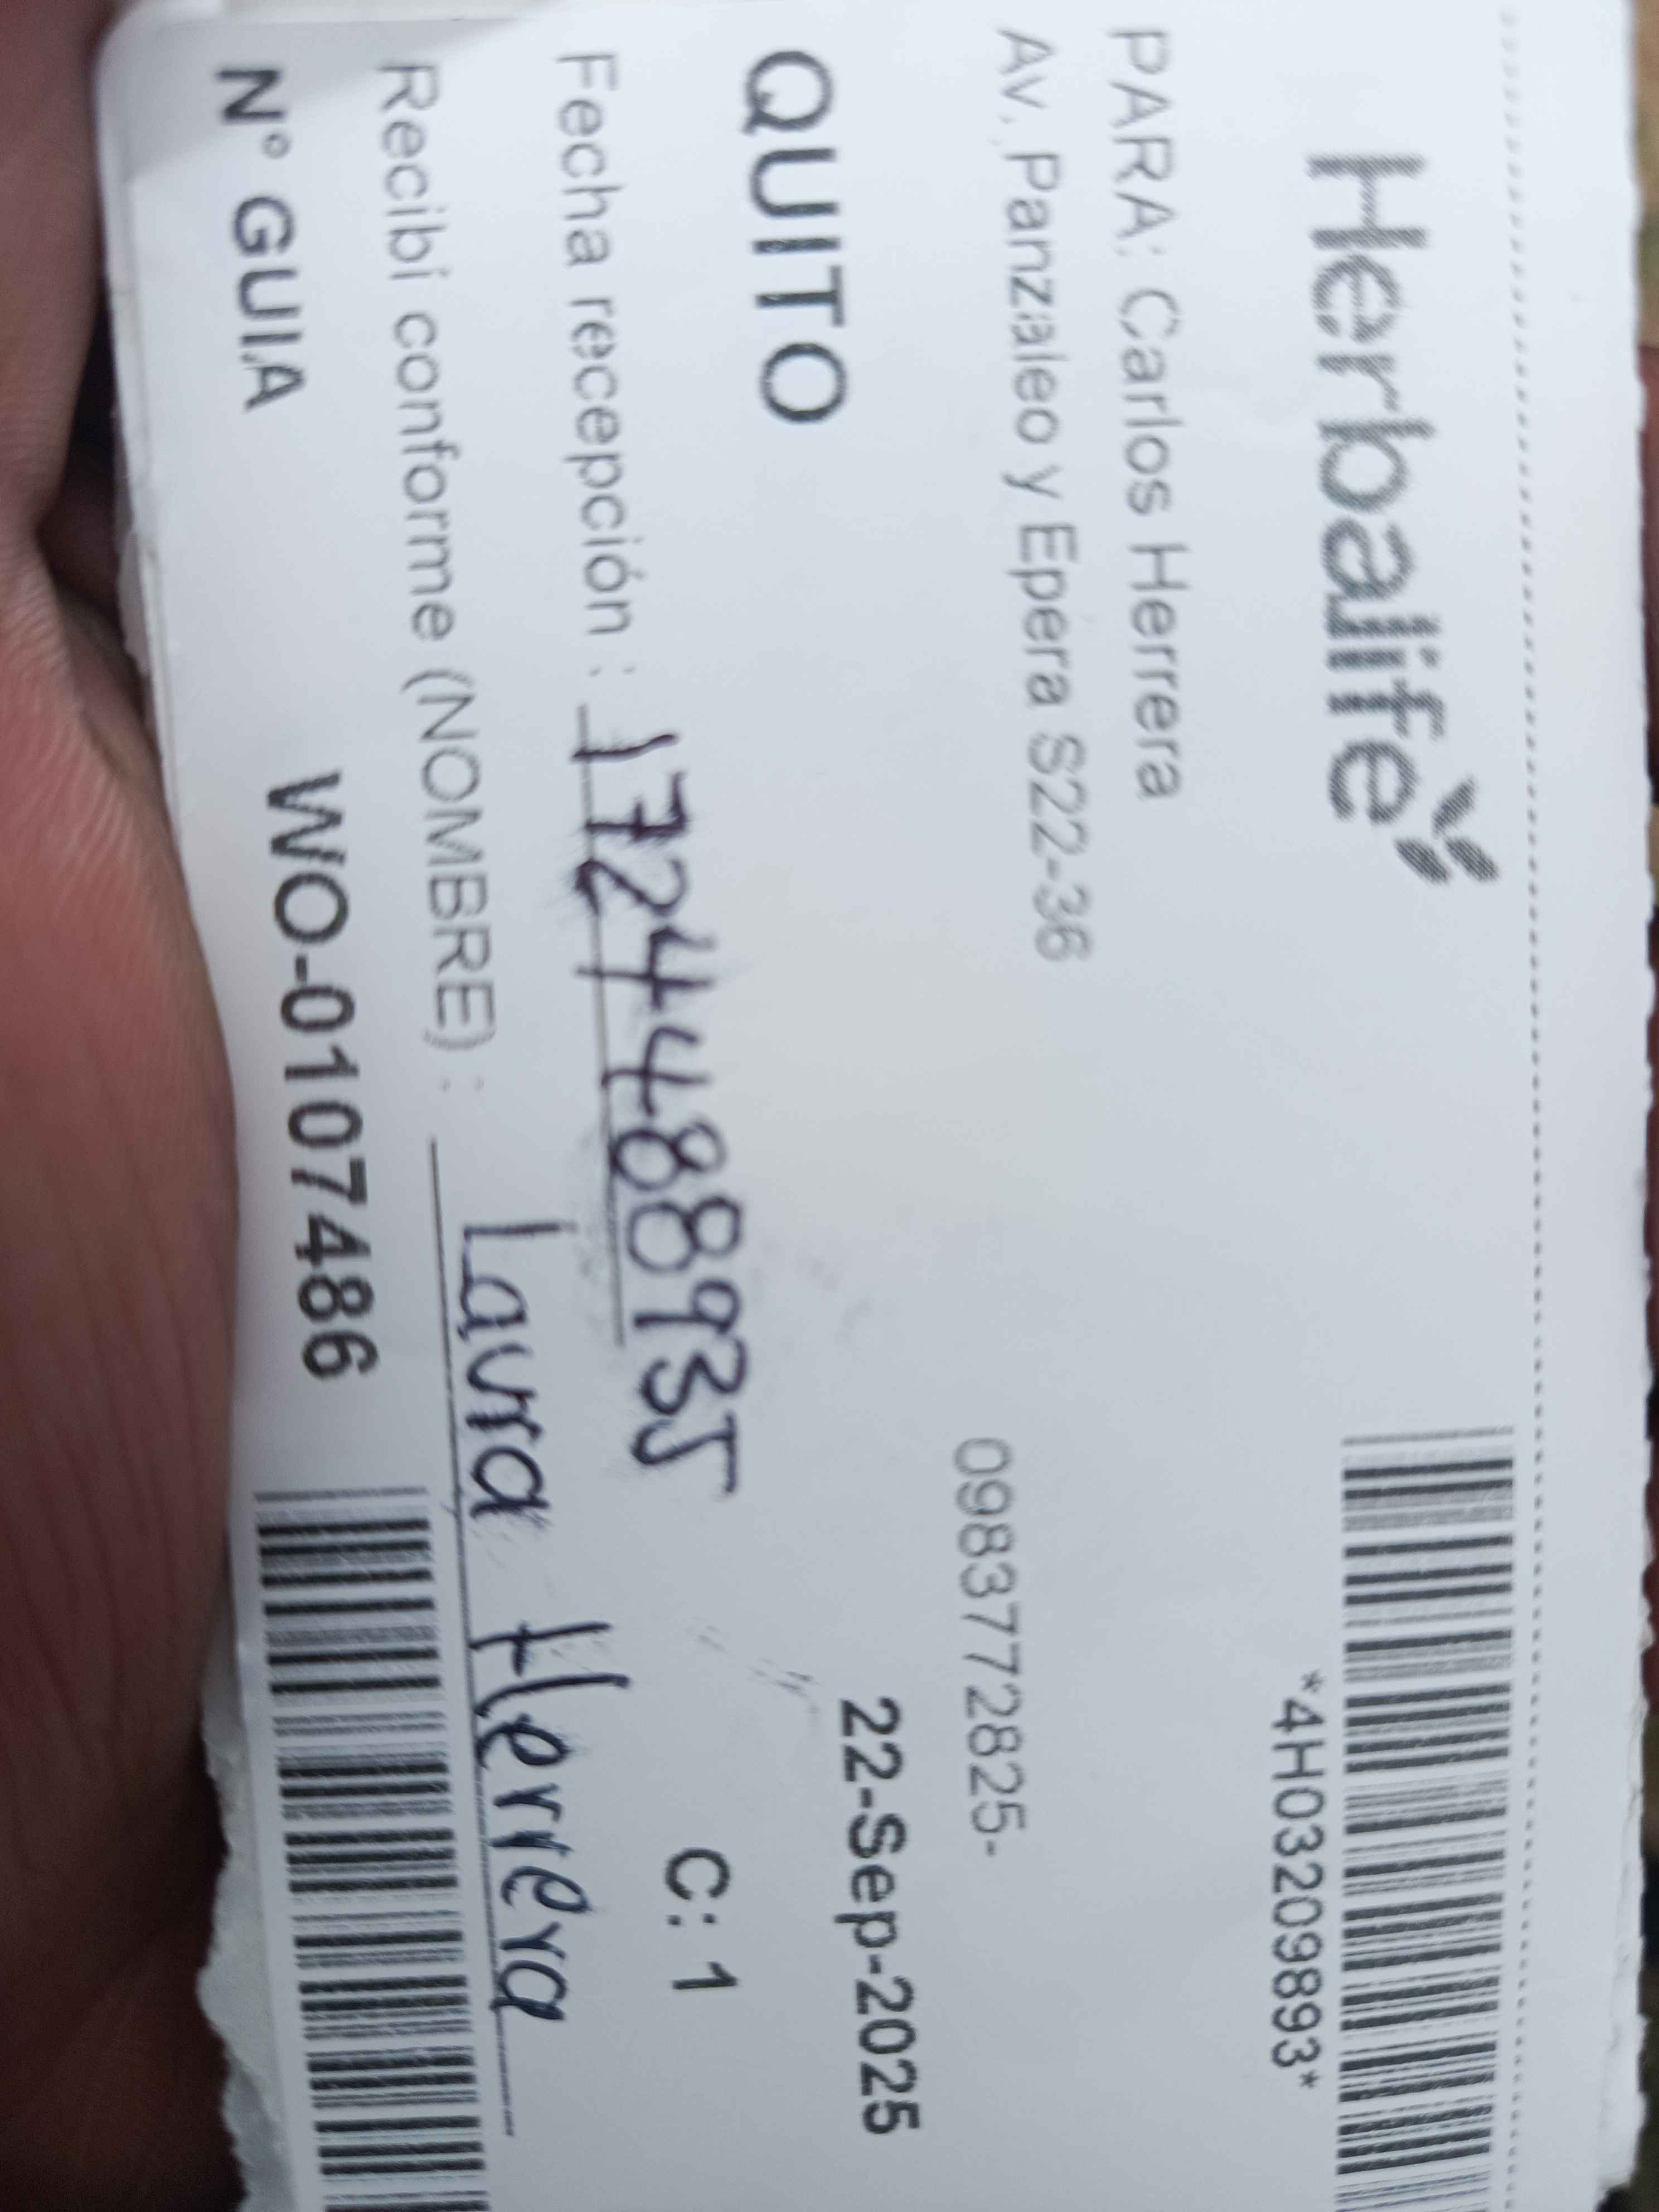 Herbalife
*4H03209893*
PARA: Carlos Herrera
Av. Panzaleo y Epera S22-36
0983772825-
QUITO
22-Sep-2025
Fecha recepción : 1724488935
C: 1
Recibi conforme (NOMBRE) : Laura Herrera
N° GUIA WO-0107486